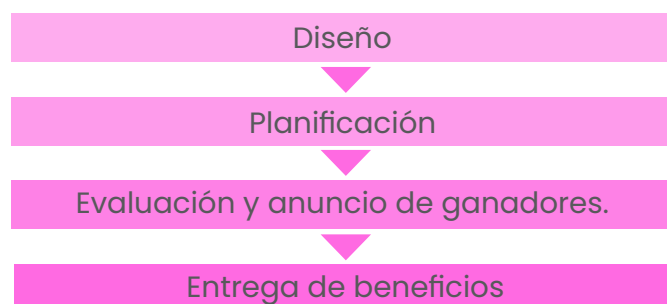 Diseño
Planificación
Evaluación y anuncio de ganadores.
Entrega de beneficios